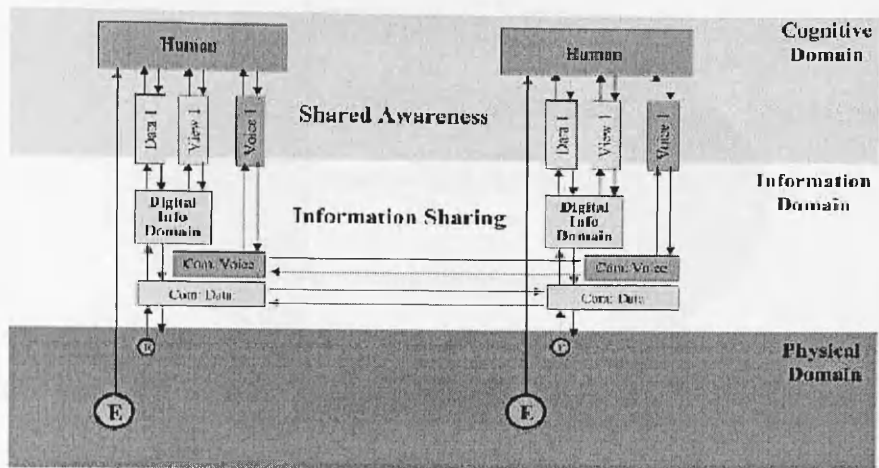 Human
Human
Cognitive
Domain
Data 1
View 1
Voice 1
Shared Awareness
Data 1
View 1
Voice 1
Information
Domain
Digital
Info
Domain
Information Sharing
Digital
Info
Domain
Com: Voice
Com: Voice
Com: Data
Com: Data
Physical
Domain
E
E